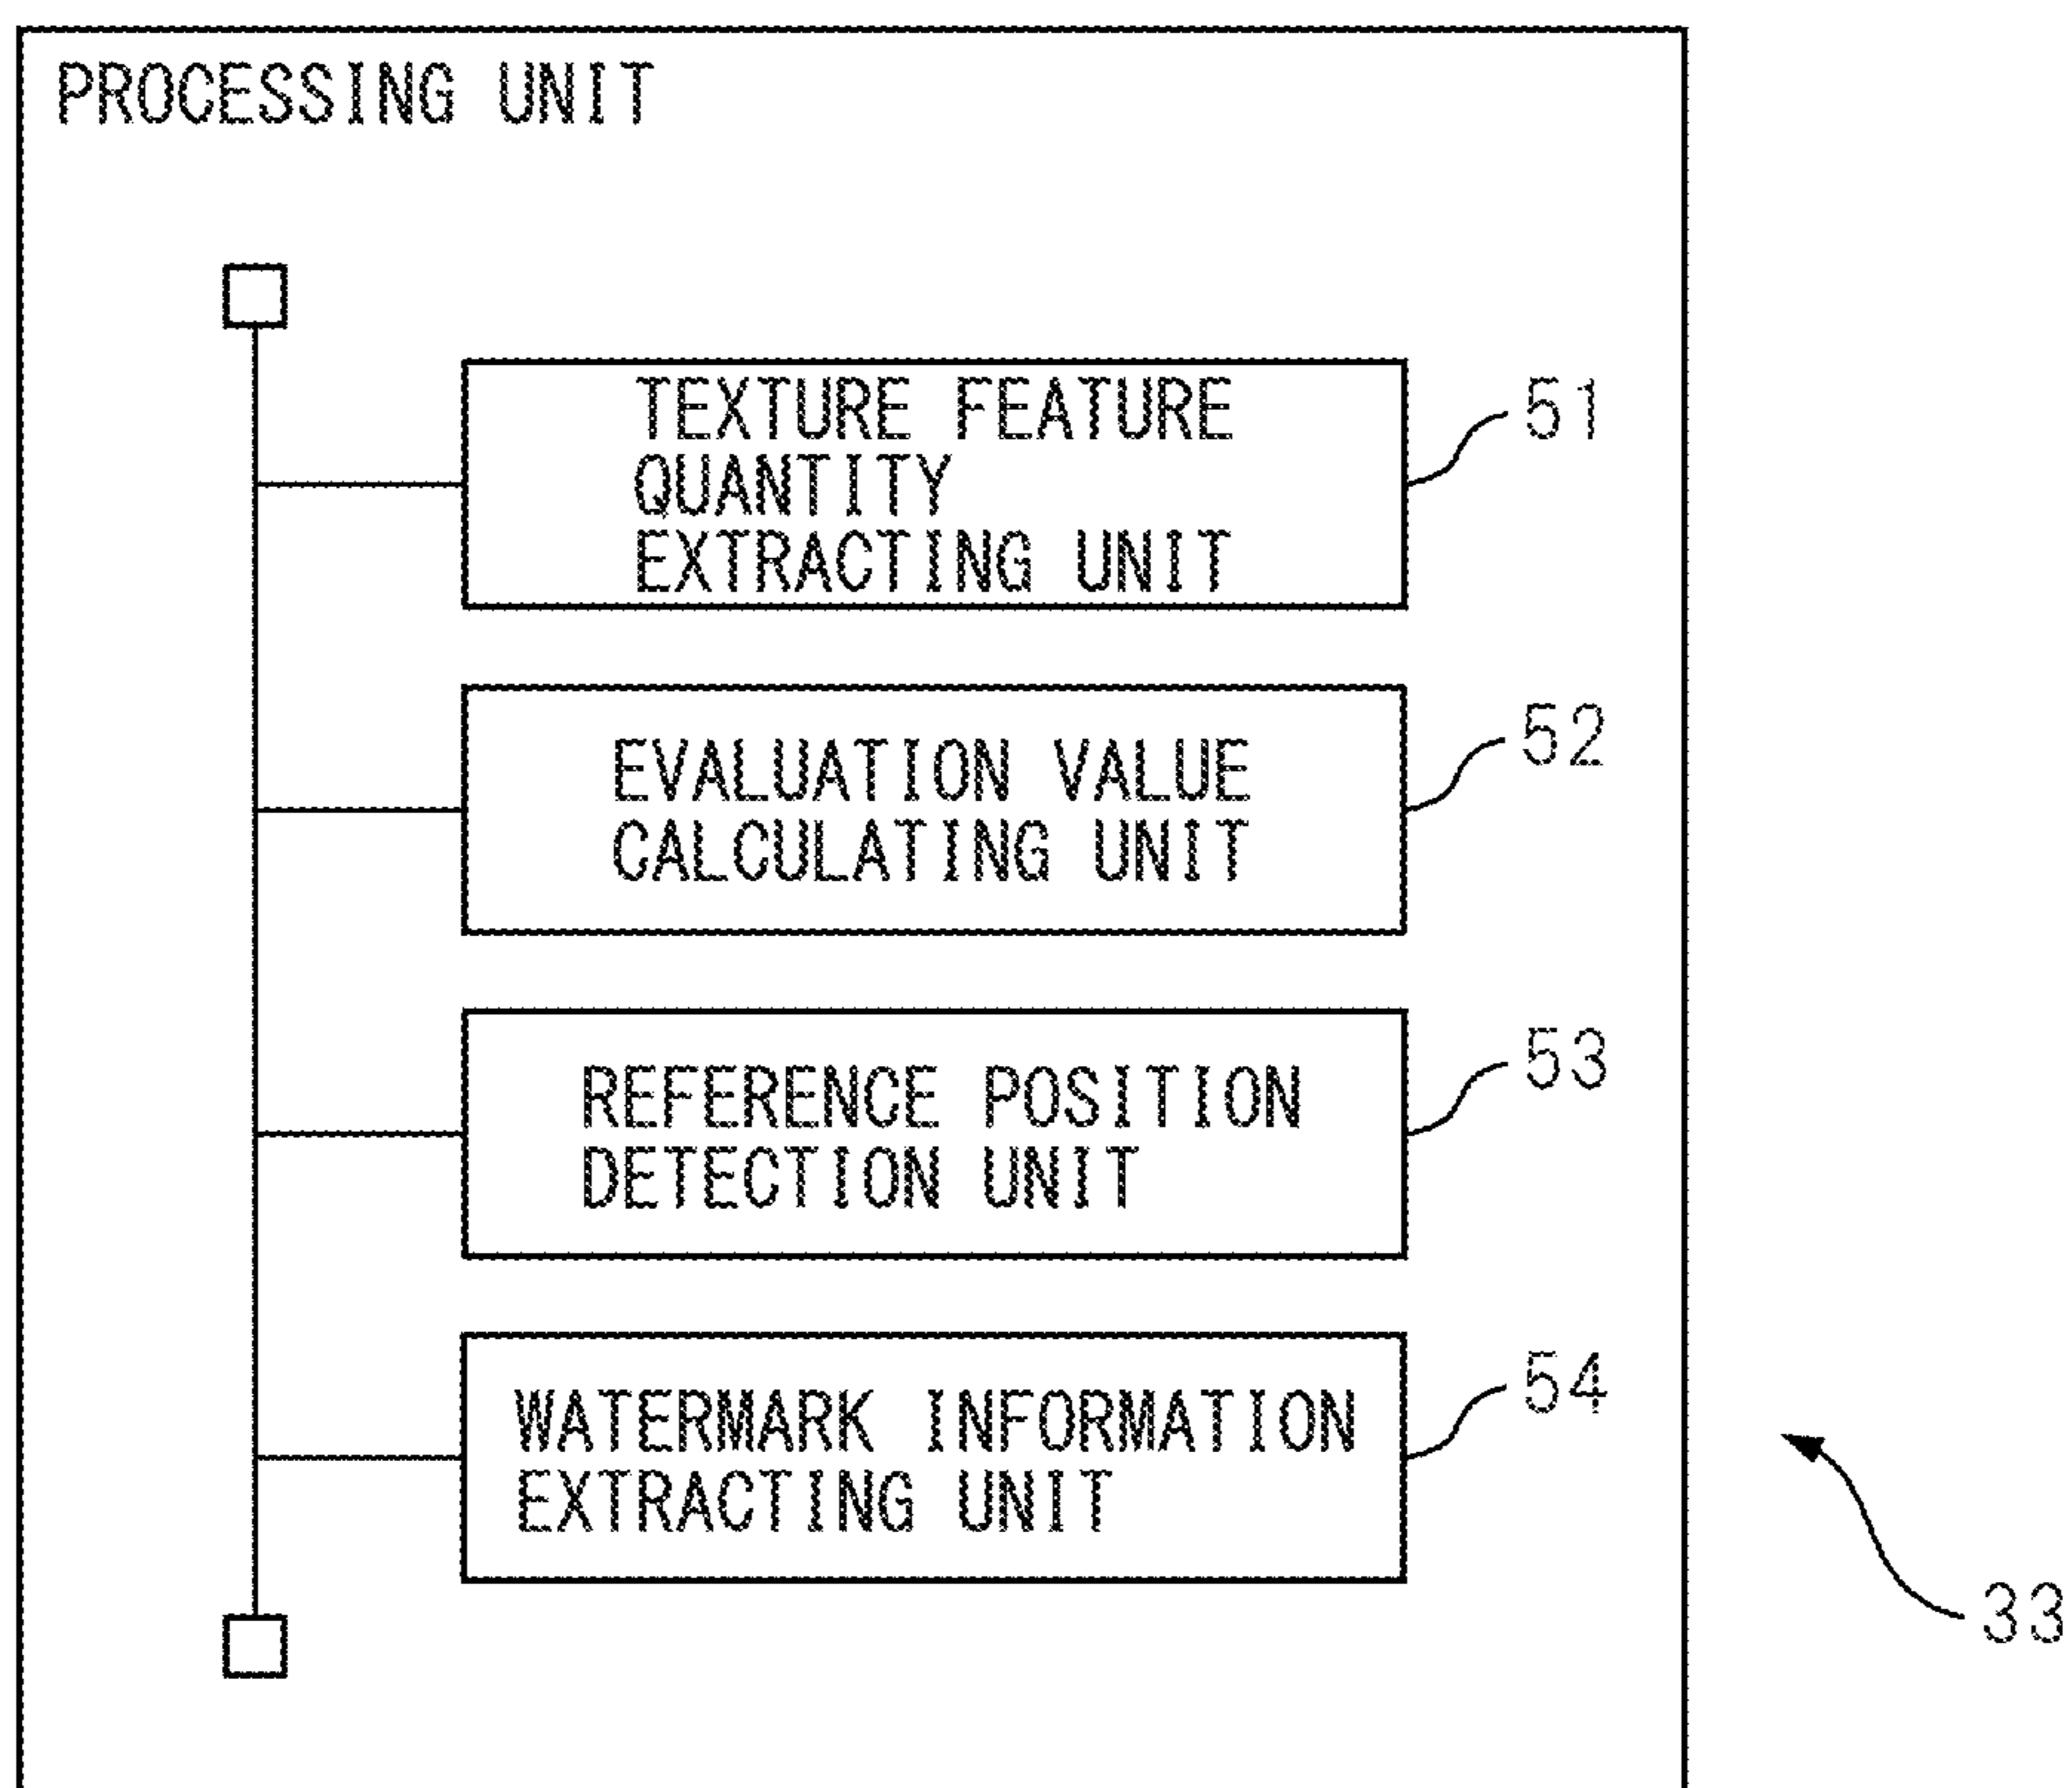 PROCESSING UNIT
TEXTURE FEATURE
QUANTITY
EXTRACTING UNIT
51
EVALUATION VALUE
CALCULATING UNIT
52
REFERENCE POSITION
DETECTION UNIT
53
WATERMARK INFORMATION
EXTRACTING UNIT
54
33